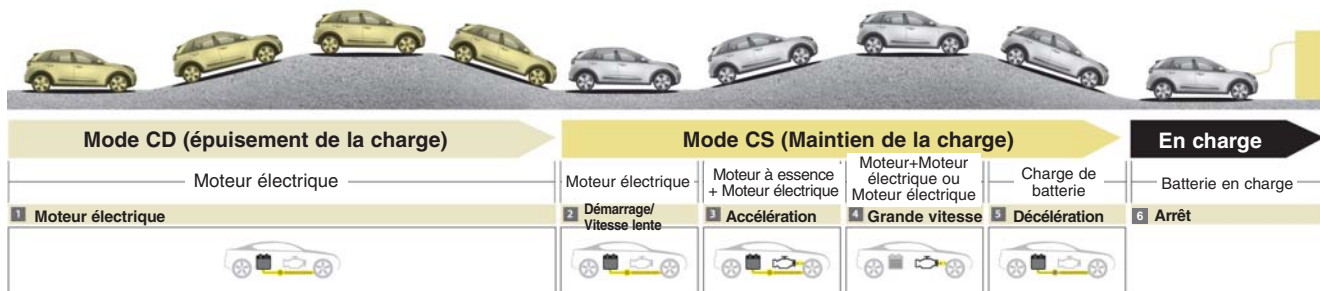 Mode CD (épuisement de la charge)
Mode CS (Maintien de la charge)
En charge
Moteur électrique
Moteur électrique
Moteur à essence
+ Moteur électrique
Moteur+Moteur
électrique ou
Moteur électrique
Charge de
batterie
Batterie en charge
1 Moteur électrique
2 Démarrage/
Vitesse lente
3 Accélération
4 Grande vitesse
5 Décélération
6 Arrêt